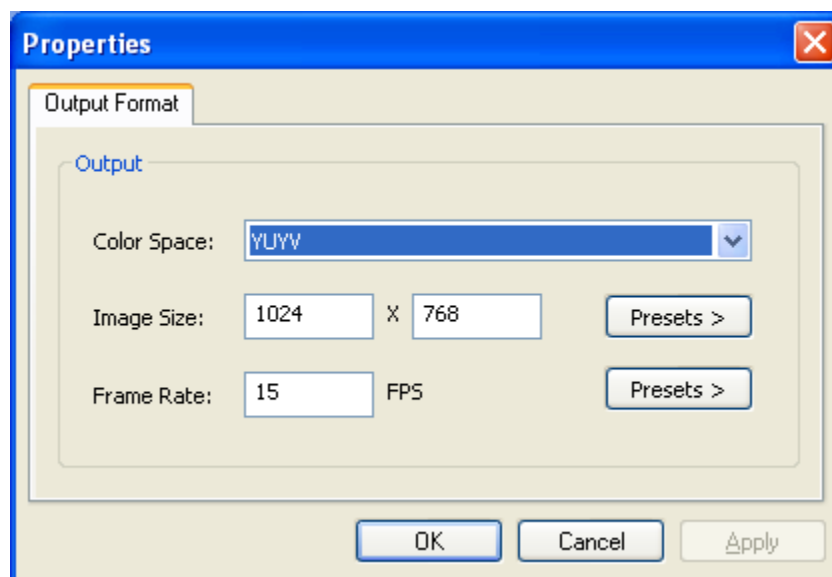 Properties
Output Format
Output
Color Space: YUYV
Image Size: 1024 X 768 Presets >
Frame Rate: 15 FPS Presets >
OK Cancel Apply